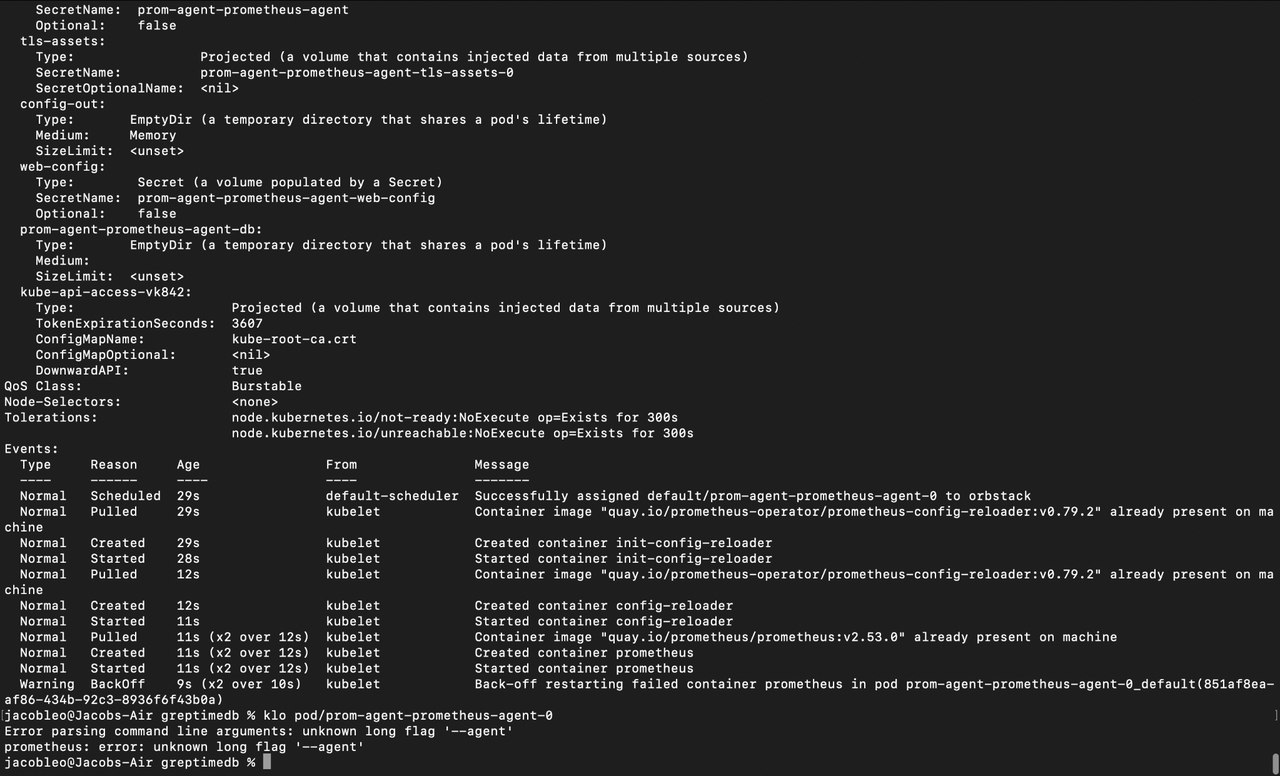 SecretName:  prom-agent-prometheus-agent
    Optional:    false
  tls-assets:
    Type:                Projected (a volume that contains injected data from multiple sources)
    SecretName:          prom-agent-prometheus-agent-tls-assets-0
    SecretOptionalName:  <nil>
  config-out:
    Type:       EmptyDir (a temporary directory that shares a pod's lifetime)
    Medium:     Memory
    SizeLimit:  <unset>
  web-config:
    Type:        Secret (a volume populated by a Secret)
    SecretName:  prom-agent-prometheus-agent-web-config
    Optional:    false
  prom-agent-prometheus-agent-db:
    Type:       EmptyDir (a temporary directory that shares a pod's lifetime)
    Medium:
    SizeLimit:  <unset>
  kube-api-access-vk842:
    Type:                    Projected (a volume that contains injected data from multiple sources)
    TokenExpirationSeconds:  3607
    ConfigMapName:           kube-root-ca.crt
    ConfigMapOptional:       <nil>
    DownwardAPI:             true
QoS Class:                   Burstable
Node-Selectors:              <none>
Tolerations:                 node.kubernetes.io/not-ready:NoExecute op=Exists for 300s
                             node.kubernetes.io/unreachable:NoExecute op=Exists for 300s
Events:
  Type     Reason     Age                From               Message
  ----     ------     ----               ----               -------
  Normal   Scheduled  29s                default-scheduler  Successfully assigned default/prom-agent-prometheus-agent-0 to orbstack
  Normal   Pulled     29s                kubelet            Container image "quay.io/prometheus-operator/prometheus-config-reloader:v0.79.2" already present on ma
chine
  Normal   Created    29s                kubelet            Created container init-config-reloader
  Normal   Started    28s                kubelet            Started container init-config-reloader
  Normal   Pulled     12s                kubelet            Container image "quay.io/prometheus-operator/prometheus-config-reloader:v0.79.2" already present on ma
chine
  Normal   Created    12s                kubelet            Created container config-reloader
  Normal   Started    11s                kubelet            Started container config-reloader
  Normal   Pulled     11s (x2 over 12s)  kubelet            Container image "quay.io/prometheus/prometheus:v2.53.0" already present on machine
  Normal   Created    11s (x2 over 12s)  kubelet            Created container prometheus
  Normal   Started    11s (x2 over 12s)  kubelet            Started container prometheus
  Warning  BackOff    9s (x2 over 10s)   kubelet            Back-off restarting failed container prometheus in pod prom-agent-prometheus-agent-0_default(851af8ea-
af86-434b-92c3-8936f6f43b0a)
[jacobleo@Jacobs-Air greptimedb % klo pod/prom-agent-prometheus-agent-0 ]
Error parsing command line arguments: unknown long flag '--agent'
prometheus: error: unknown long flag '--agent'
jacobleo@Jacobs-Air greptimedb %